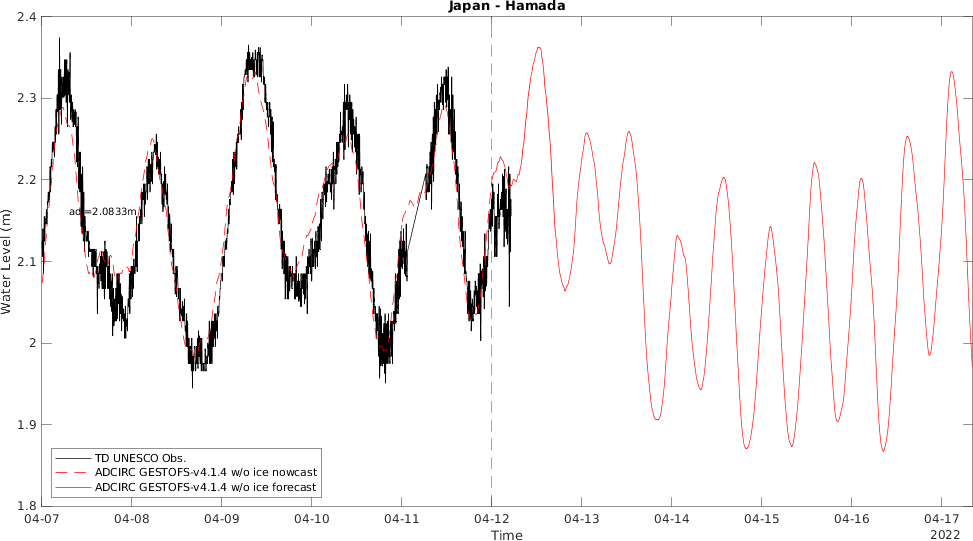 Japan - Hamada
2.4
2.3
2.2
2.1
2
1.9
1.8
Water Level (m)
adj=2.0833m
TD UNESCO Obs.
ADCIRC GESTOFS-v4.1.4 w/o ice nowcast
ADCIRC GESTOFS-v4.1.4 w/o ice forecast
04-07 04-08 04-09 04-10 04-11 04-12 04-13 04-14 04-15 04-16 04-17
Time
2022